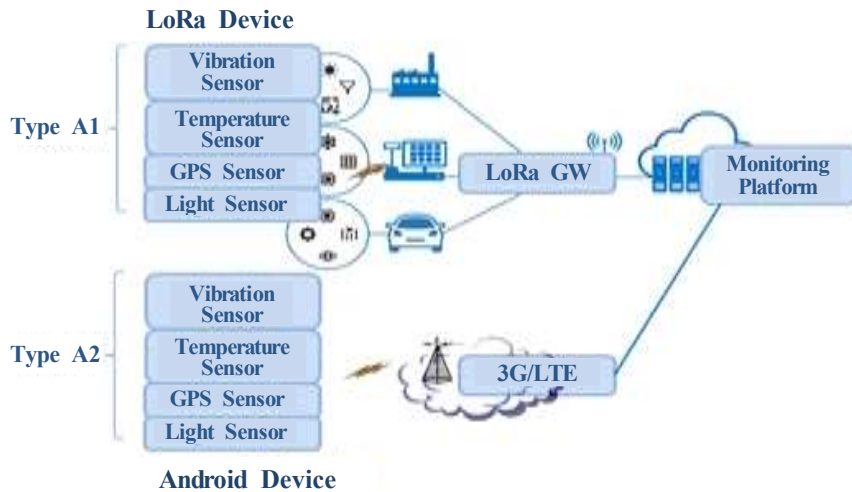 LoRa Device
Vibration
Sensor
Type A1
Temperature
Sensor
GPS Sensor
Light Sensor
LoRa GW
Monitoring
Platform
Vibration
Sensor
Type A2
Temperature
Sensor
GPS Sensor
Light Sensor
3G/LTE
Android Device